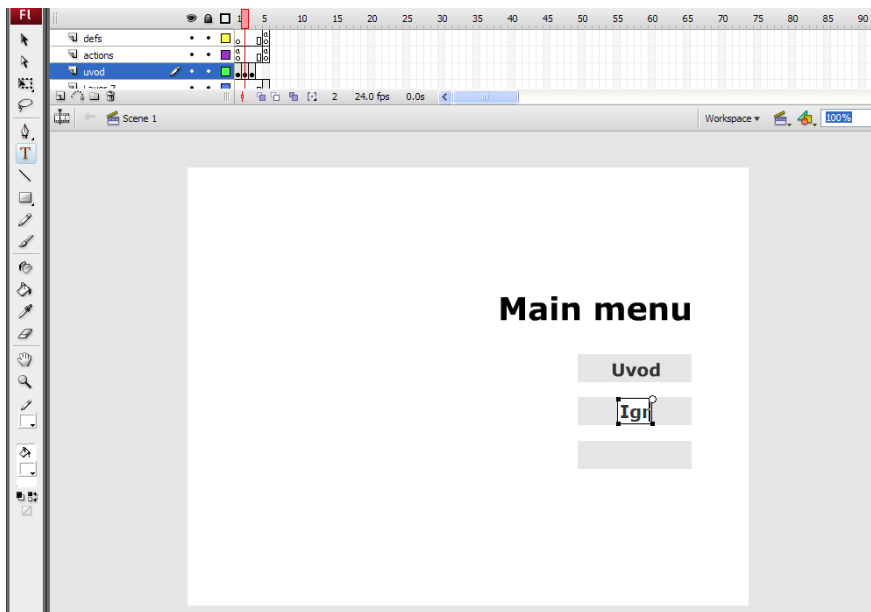 Fl
1 5 10 15 20 25 30 35 40 45 50 55 60 65 70 75 80 85 90
defs
actions
uvod
2 24.0 fps 0.0s
Scene 1
Workspace
100%
T
Main menu
Uvod
Igr